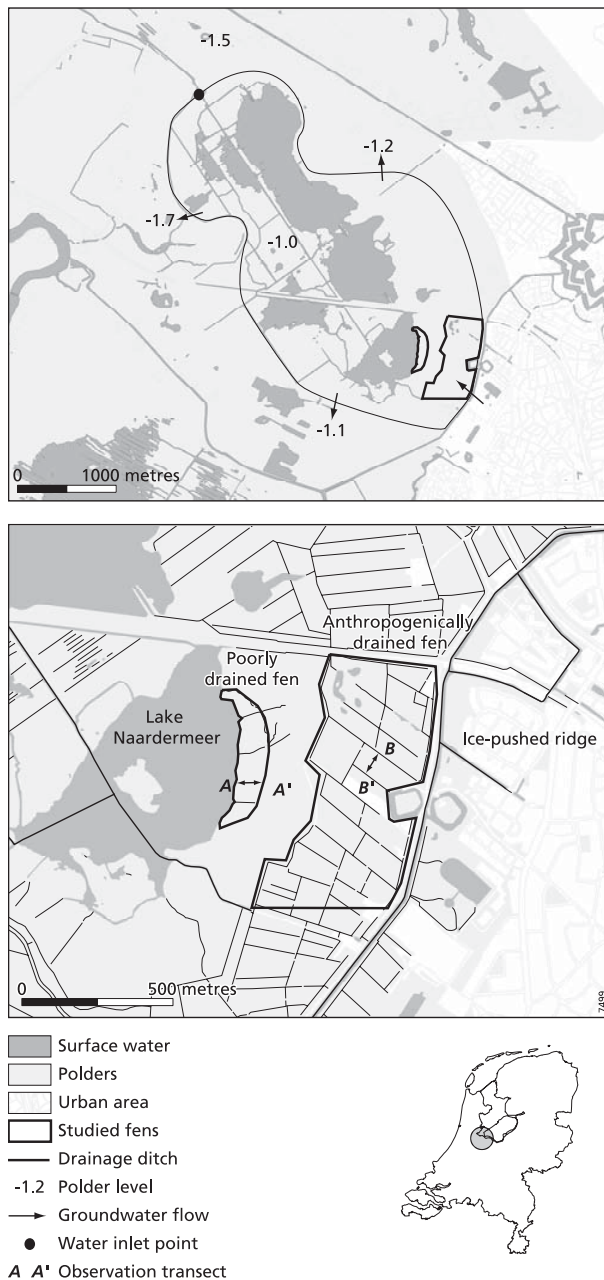 -1.5
-1.2
-1.7
-1.0
-1.1
0 1000 metres
Anthropogenically
drained fen
Poorly
drained fen
Lake
Naardermeer
Ice-pushed ridge
B
A A'
B'
0 500 metres
7499
Surface water
Polders
Urban area
Studied fens
Drainage ditch
-1.2 Polder level
Groundwater flow
Water inlet point
A A' Observation transect